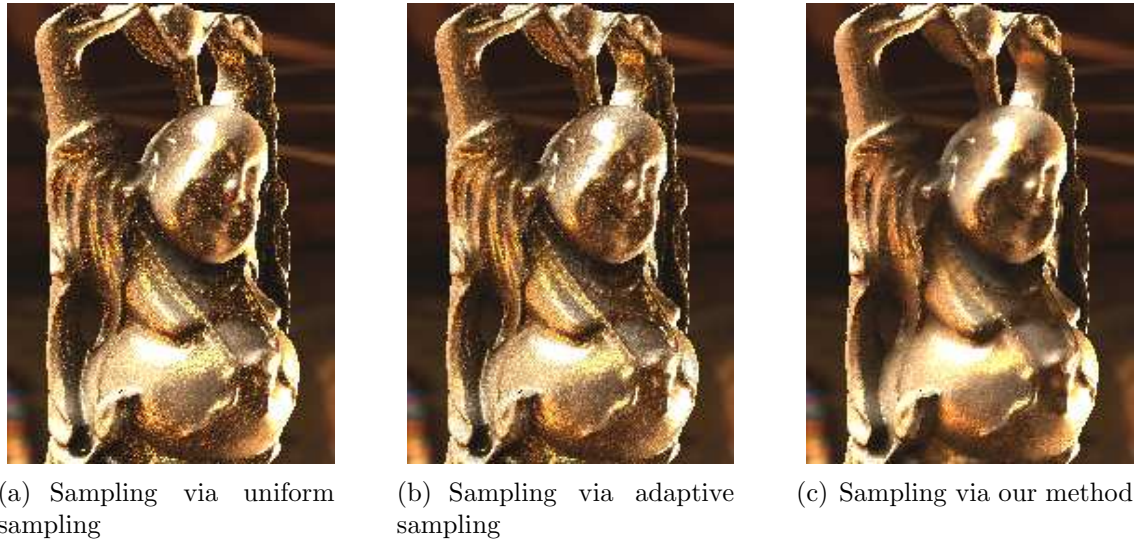 (a) Sampling via uniform
sampling
(b) Sampling via adaptive
sampling
(c) Sampling via our method